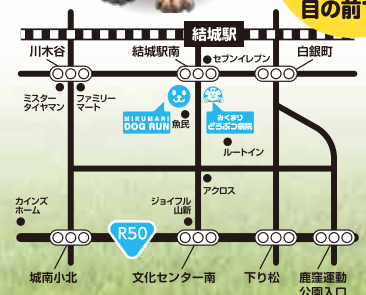 目の前で
結城駅
川木谷
結城駅南
セブンイレブン
白銀町
ミスター
タイヤマン
ファミリー
マート
MIKUMARI
DOG RUN
魚民
みくまり
どうぶつ病院
ルートイン
アクロス
カインズ
ホーム
ジョイフル
山新
R50
城南小北
文化センター南
下り松
鹿窪運動
公園入口